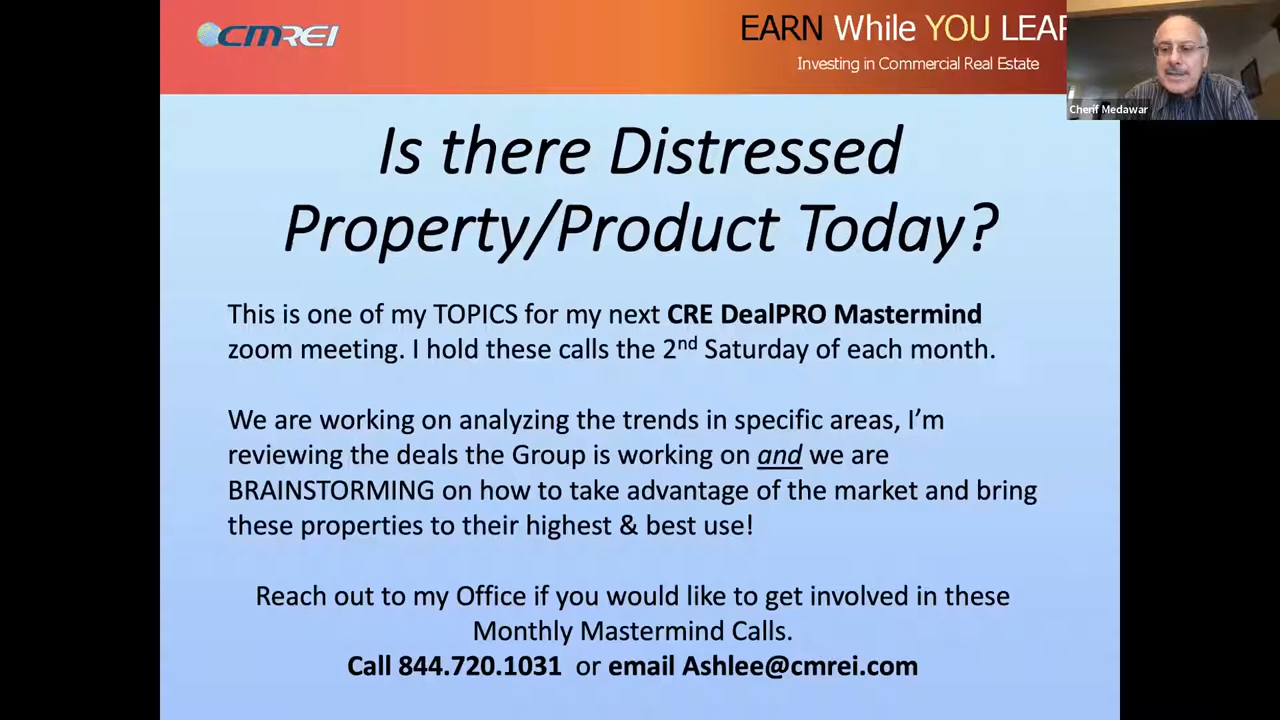 CMREI
EARN While YOU LEAR
Investing in Commercial Real Estate
Cherif Medawar
Is there Distressed
Property/Product Today?
This is one of my TOPICS for my next CRE DealPRO Mastermind
zoom meeting. I hold these calls the 2nd Saturday of each month.
We are working on analyzing the trends in specific areas, I’m
reviewing the deals the Group is working on and we are
BRAINSTORMING on how to take advantage of the market and bring
these properties to their highest & best use!
Reach out to my Office if you would like to get involved in these
Monthly Mastermind Calls.
Call 844.720.1031 or email Ashlee@cmrei.com